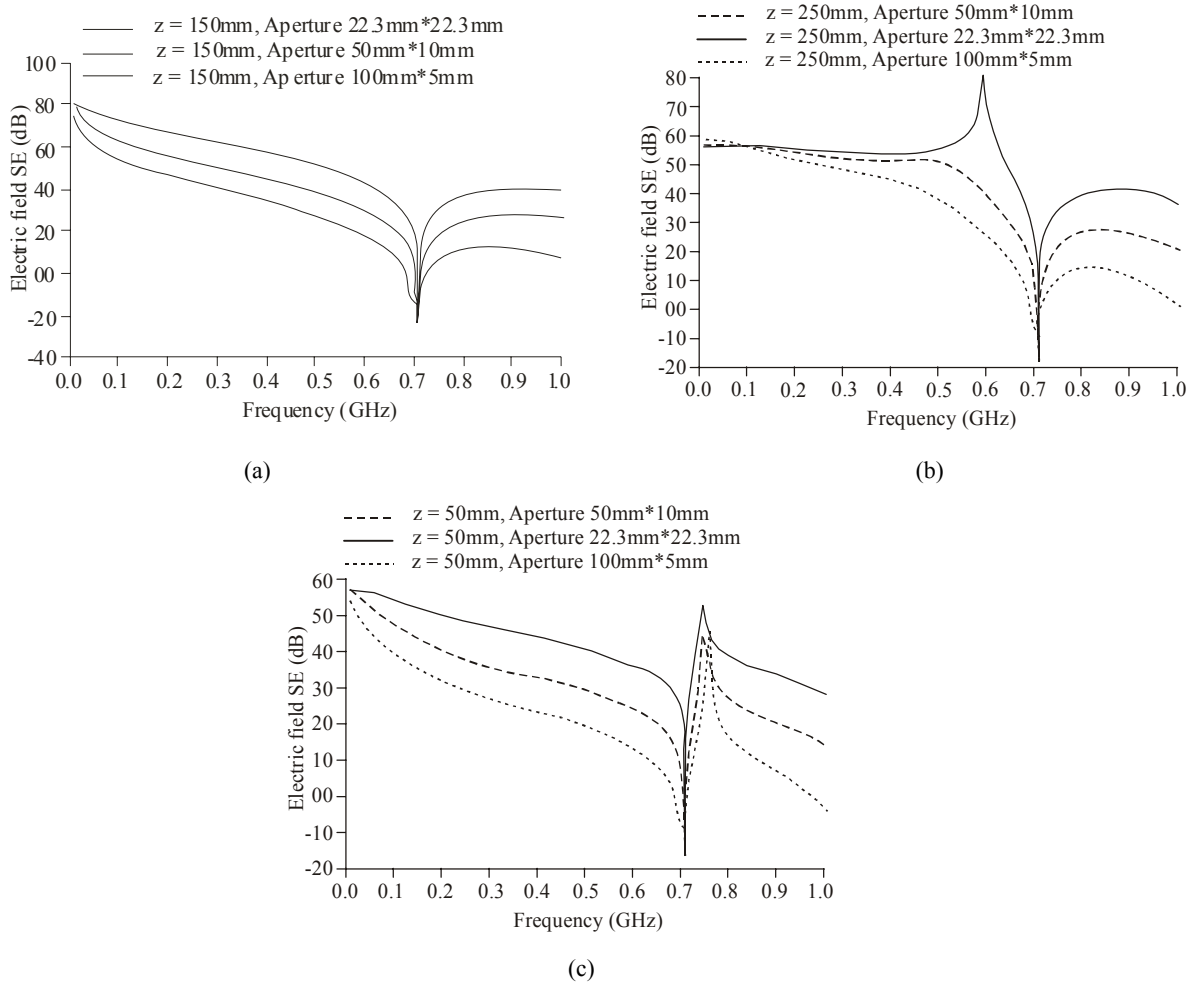 z = 150mm, Aperture 22.3mm*22.3mm
z = 150mm, Aperture 50mm*10mm
z = 150mm, Aperture 100mm*5mm
100
80
60
40
20
00
-20
-40
Electric field SE (dB)
0.0 0.1 0.2 0.3 0.4 0.5 0.6 0.7 0.8 0.9 1.0
Frequency (GHz)
(a)
z = 250mm, Aperture 50mm*10mm
z = 250mm, Aperture 22.3mm*22.3mm
z = 250mm, Aperture 100mm*5mm
80
70
60
50
40
30
20
10
00
-10
-20
Electric field SE (dB)
0.0 0.1 0.2 0.3 0.4 0.5 0.6 0.7 0.8 0.9 1.0
Frequency (GHz)
(b)
z = 50mm, Aperture 50mm*10mm
z = 50mm, Aperture 22.3mm*22.3mm
z = 50mm, Aperture 100mm*5mm
60
50
40
30
20
10
00
-10
-20
Electric field SE (dB)
0.0 0.1 0.2 0.3 0.4 0.5 0.6 0.7 0.8 0.9 1.0
Frequency (GHz)
(c)